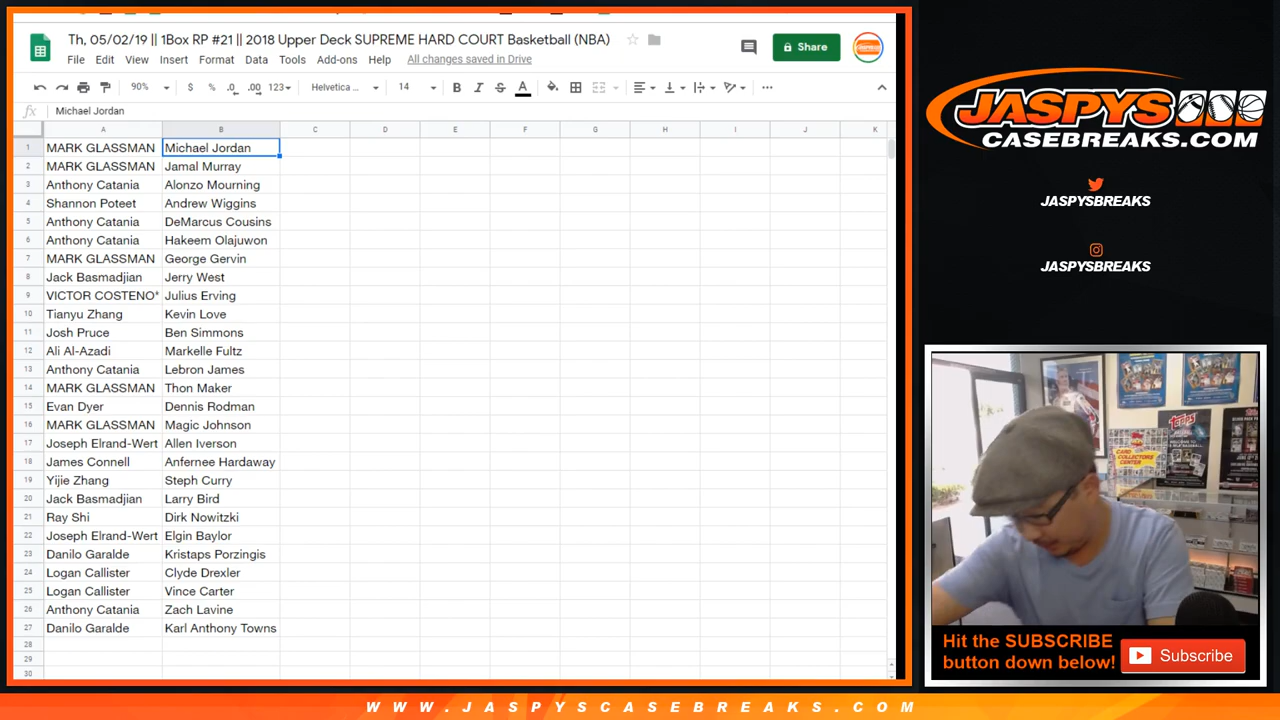 Th, 05/02/19 || 1Box RP #21 || 2018 Upper Deck SUPREME HARD COURT Basketball (NBA)
Share
File Edit View Insert Format Data Tools Add-ons Help All changes saved in Drive
90% $ % .0 .00 123 Helvetica ... 14 B I S A
fx Michael Jordan
A B C D E F G H I J K
1 MARK GLASSMAN Michael Jordan
2 MARK GLASSMAN Jamal Murray
3 Anthony Catania Alonzo Mourning
4 Shannon Poteet Andrew Wiggins
5 Anthony Catania DeMarcus Cousins
6 Anthony Catania Hakeem Olajuwon
7 MARK GLASSMAN George Gervin
8 Jack Basmadjian Jerry West
9 VICTOR COSTENO* Julius Erving
10 Tianyu Zhang Kevin Love
11 Josh Pruce Ben Simmons
12 Ali Al-Azadi Markelle Fultz
13 Anthony Catania Lebron James
14 MARK GLASSMAN Thon Maker
15 Evan Dyer Dennis Rodman
16 MARK GLASSMAN Magic Johnson
17 Joseph Elrand-Wert Allen Iverson
18 James Connell Anfernee Hardaway
19 Yijie Zhang Steph Curry
20 Jack Basmadjian Larry Bird
21 Ray Shi Dirk Nowitzki
22 Joseph Elrand-Wert Elgin Baylor
23 Danilo Garalde Kristaps Porzingis
24 Logan Callister Clyde Drexler
25 Logan Callister Vince Carter
26 Anthony Catania Zach Lavine
27 Danilo Garalde Karl Anthony Towns
28
29
30
JASPYS
CASEBREAKS.COM
JASPYSBREAKS
JASPYSBREAKS
CARD
COLLECTORS
CENTER
TOPPS
Hit the SUBSCRIBE
button down below!
Subscribe
WWW.JASPYSCASEBREAKS.COM